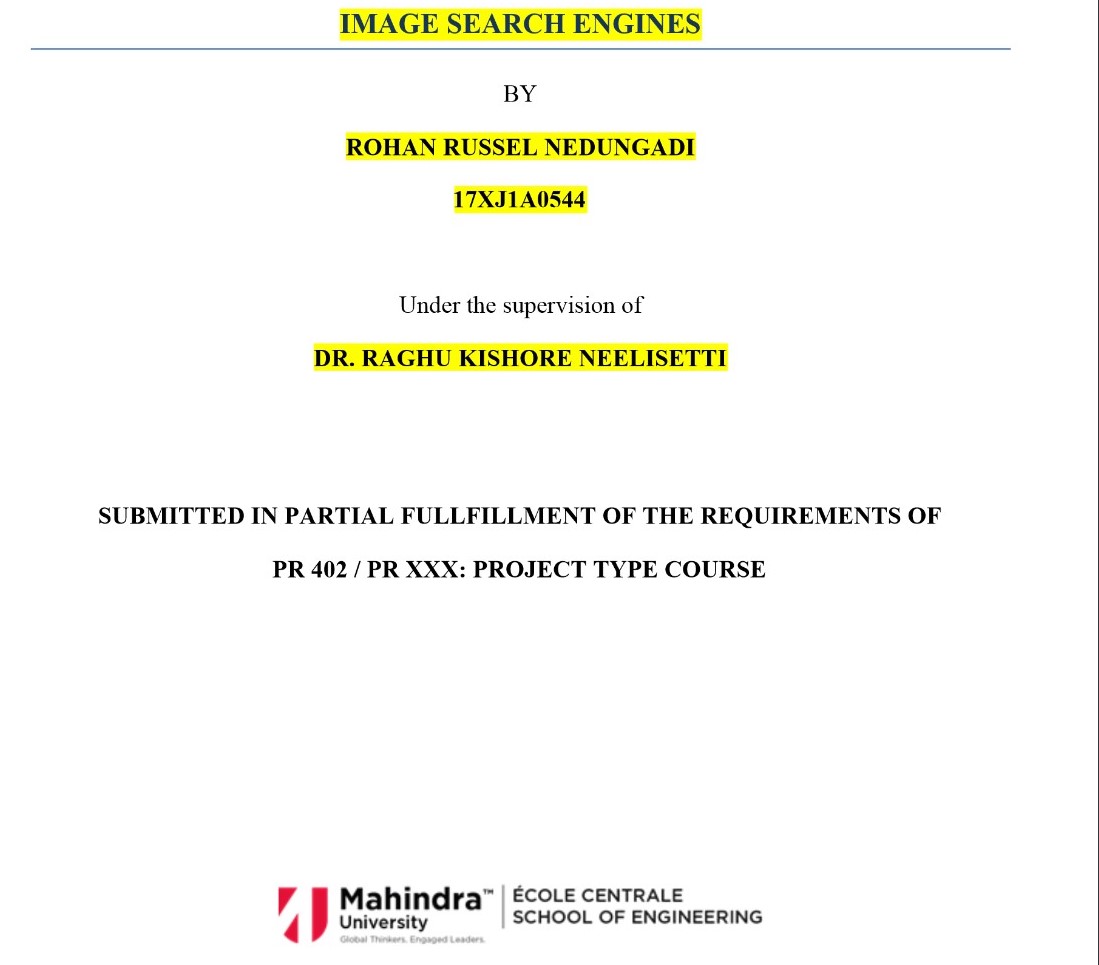 IMAGE SEARCH ENGINES
BY
ROHAN RUSSEL NEDUNGADI
17XJ1A0544
Under the supervision of
DR. RAGHU KISHORE NEELISETTI
SUBMITTED IN PARTIAL FULLFILLMENT OF THE REQUIREMENTS OF
PR 402 / PR XXX: PROJECT TYPE COURSE
Mahindra™
University
Global Thinkers. Engaged Leaders.
ÉCOLE CENTRALE
SCHOOL OF ENGINEERING